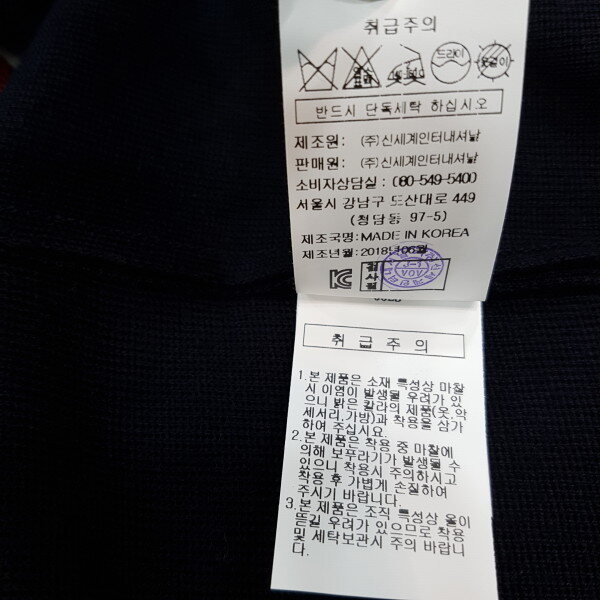 취급주의
드라이
옷걸이
반드시 단독세탁 하십시오
제조원: (주)신세계인터내셔날
판매원: (주)신세계인터내셔날
소비자상담실: 080-549-5400
서울시 강남구 도산대로 449
(청담동 97-5)
제조국명: MADE IN KOREA
제조년월: 2018년06월
검사필
취 급 주 의
1.본 제품은 소재 특성상 마찰
시 이염이 발생될 우려가 있
으니 밝은 칼라의 제품(옷,악
세서리,가방)과 착용을 삼가
하여 주십시요.
2.본 제품은 착용 중 마찰에
의해 보푸라기가 발생될 수
있으니 착용시 주의하시고
착용 후 가볍게 손질하여
주시기 바랍니다.
3.본 제품은 조직 특성상 올이
뜯길 우려가 있으므로 착용
및 세탁보관시 주의 바랍니
다.